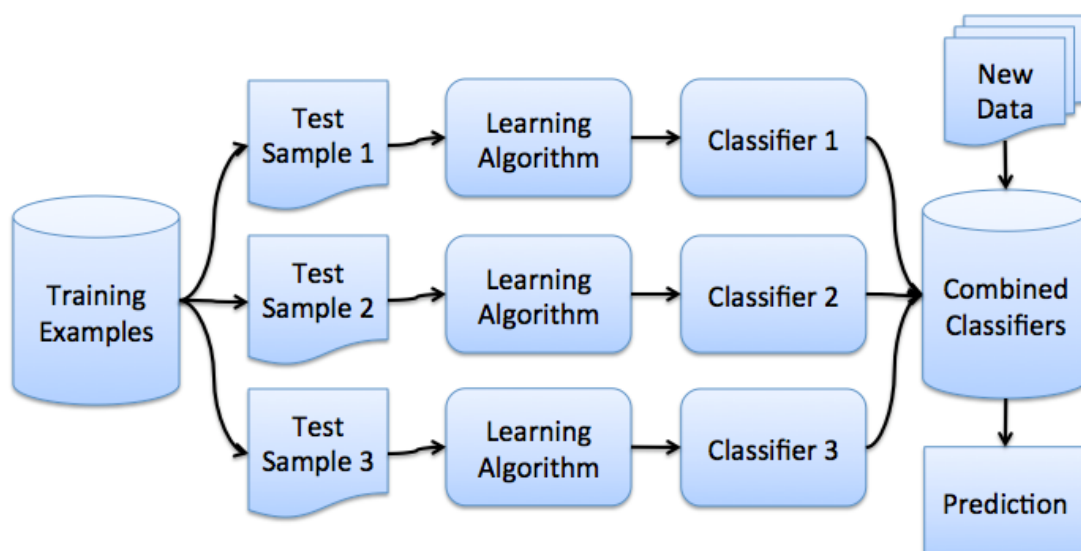 Training
Examples
Test
Sample 1
Learning
Algorithm
Classifier 1
Test
Sample 2
Learning
Algorithm
Classifier 2
Test
Sample 3
Learning
Algorithm
Classifier 3
New
Data
Combined
Classifiers
Prediction